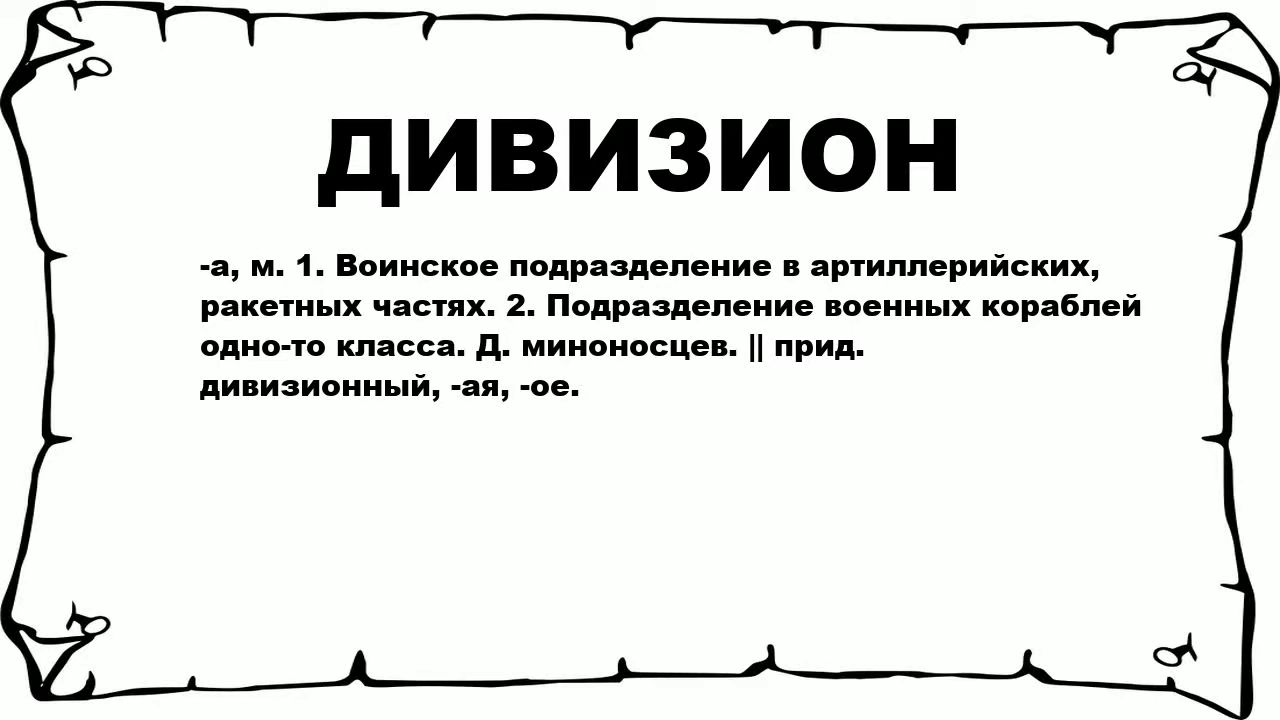 ДИВИЗИОН
-а, м. 1. Воинское подразделение в артиллерийских,
ракетных частях. 2. Подразделение военных кораблей
одно-то класса. Д. миноносцев. || прид.
дивизионный, -ая, -ое.